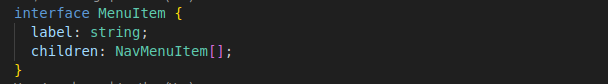 interface MenuItem {
  label: string;
  children: NavMenuItem[];
}